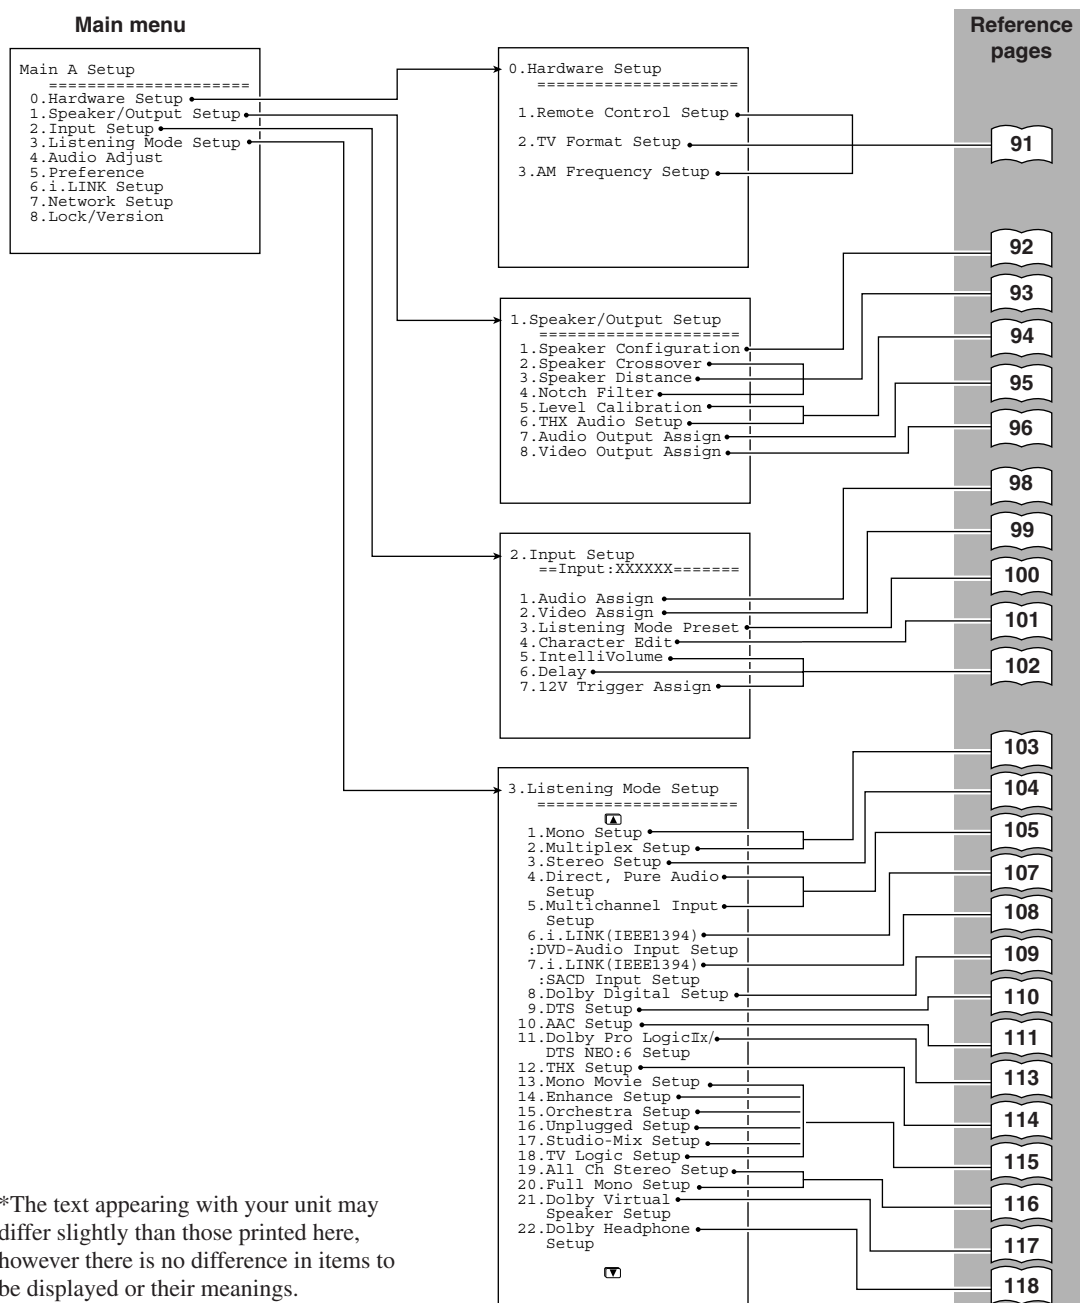 Main menu
Reference
pages
Main A Setup
=====================
0.Hardware Setup
1.Speaker/Output Setup
2.Input Setup
3.Listening Mode Setup
4.Audio Adjust
5.Preference
6.i.LINK Setup
7.Network Setup
8.Lock/Version
0.Hardware Setup
=====================
1.Remote Control Setup
2.TV Format Setup
3.AM Frequency Setup
91
1.Speaker/Output Setup
=====================
1.Speaker Configuration
2.Speaker Crossover
3.Speaker Distance
4.Notch Filter
5.Level Calibration
6.THX Audio Setup
7.Audio Output Assign
8.Video Output Assign
92
93
94
95
96
2.Input Setup
==Input:XXXXXX=======
1.Audio Assign
2.Video Assign
3.Listening Mode Preset
4.Character Edit
5.IntelliVolume
6.Delay
7.12V Trigger Assign
98
99
100
101
102
3.Listening Mode Setup
=====================
1.Mono Setup
2.Multiplex Setup
3.Stereo Setup
4.Direct, Pure Audio
Setup
5.Multichannel Input
Setup
6.i.LINK(IEEE1394)
:DVD-Audio Input Setup
7.i.LINK(IEEE1394)
:SACD Input Setup
8.Dolby Digital Setup
9.DTS Setup
10.AAC Setup
11.Dolby Pro LogicⅡx/
DTS NEO:6 Setup
12.THX Setup
13.Mono Movie Setup
14.Enhance Setup
15.Orchestra Setup
16.Unplugged Setup
17.Studio-Mix Setup
18.TV Logic Setup
19.All Ch Stereo Setup
20.Full Mono Setup
21.Dolby Virtual
Speaker Setup
22.Dolby Headphone
Setup
103
104
105
107
108
109
110
111
113
114
115
116
117
118
*The text appearing with your unit may
differ slightly than those printed here,
however there is no difference in items to
be displayed or their meanings.